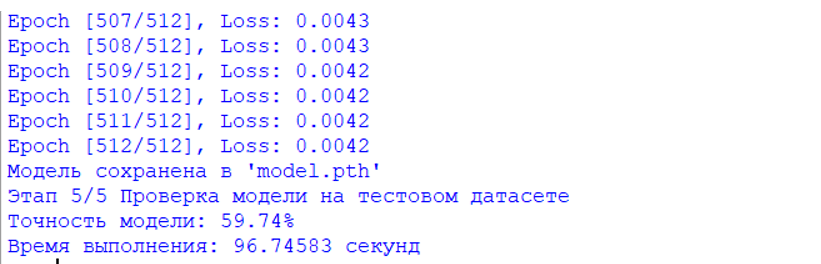 Epoch [507/512], Loss: 0.0043
Epoch [508/512], Loss: 0.0043
Epoch [509/512], Loss: 0.0042
Epoch [510/512], Loss: 0.0042
Epoch [511/512], Loss: 0.0042
Epoch [512/512], Loss: 0.0042
Модель сохранена в 'model.pth'
Этап 5/5 Проверка модели на тестовом датасете
Точность модели: 59.74%
Время выполнения: 96.74583 секунд